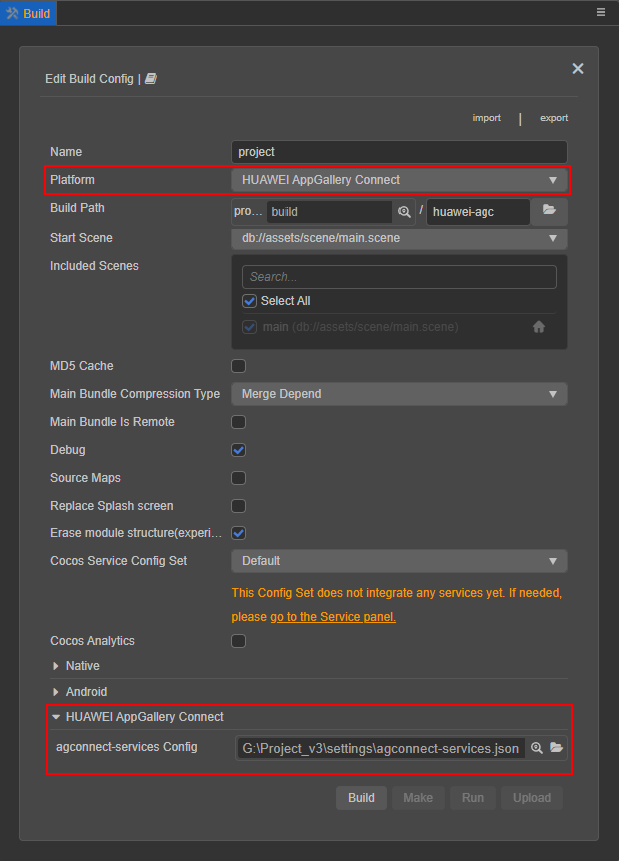 Build
Edit Build Config |
import | export
Name project
Platform HUAWEI AppGallery Connect
Build Path pro... build / huawei-agc
Start Scene db://assets/scene/main.scene
Included Scenes
Search...
Select All
main (db://assets/scene/main.scene)
MD5 Cache
Main Bundle Compression Type Merge Depend
Main Bundle Is Remote
Debug
Source Maps
Replace Splash screen
Erase module structure(experi...
Cocos Service Config Set Default
This Config Set does not integrate any services yet. If needed,
please go to the Service panel.
Cocos Analytics
Native
Android
HUAWEI AppGallery Connect
agconnect-services Config G:\Project_v3\settings\agconnect-services.json
Build Make Run Upload